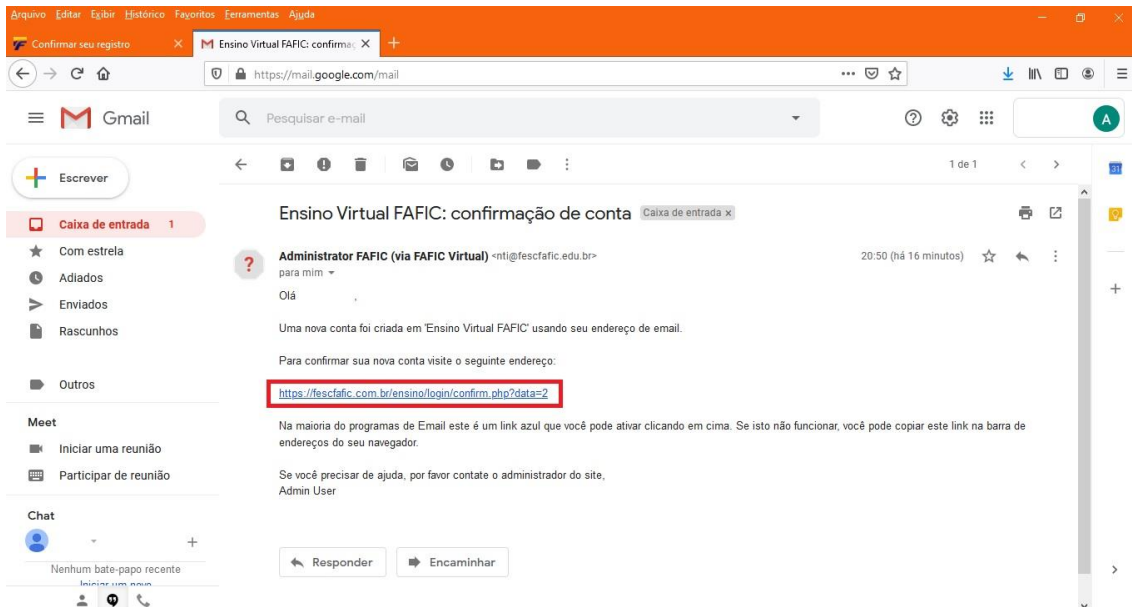 Arquivo Editar Exibir Histórico Favoritos Ferramentas Ajuda
Confirmar seu registro
Ensino Virtual FAFIC: confirmaç
https://mail.google.com/mail
Gmail
Pesquisar e-mail
A
Escrever
1 de 1
31
Caixa de entrada 1
Com estrela
Adiados
Enviados
Rascunhos
Outros
Meet
Iniciar uma reunião
Participar de reunião
Chat
Nenhum bate-papo recente
Iniciar um novo
Ensino Virtual FAFIC: confirmação de conta Caixa de entrada x
Administrator FAFIC (via FAFIC Virtual) <nti@fescfafic.edu.br>
20:50 (há 16 minutos)
para mim
Olá ,
Uma nova conta foi criada em 'Ensino Virtual FAFIC' usando seu endereço de email.
Para confirmar sua nova conta visite o seguinte endereço:
https://fescfafic.com.br/ensino/login/confirm.php?data=2
Na maioria do programas de Email este é um link azul que você pode ativar clicando em cima. Se isto não funcionar, você pode copiar este link na barra de
endereços do seu navegador.
Se você precisar de ajuda, por favor contate o administrador do site,
Admin User
Responder
Encaminhar